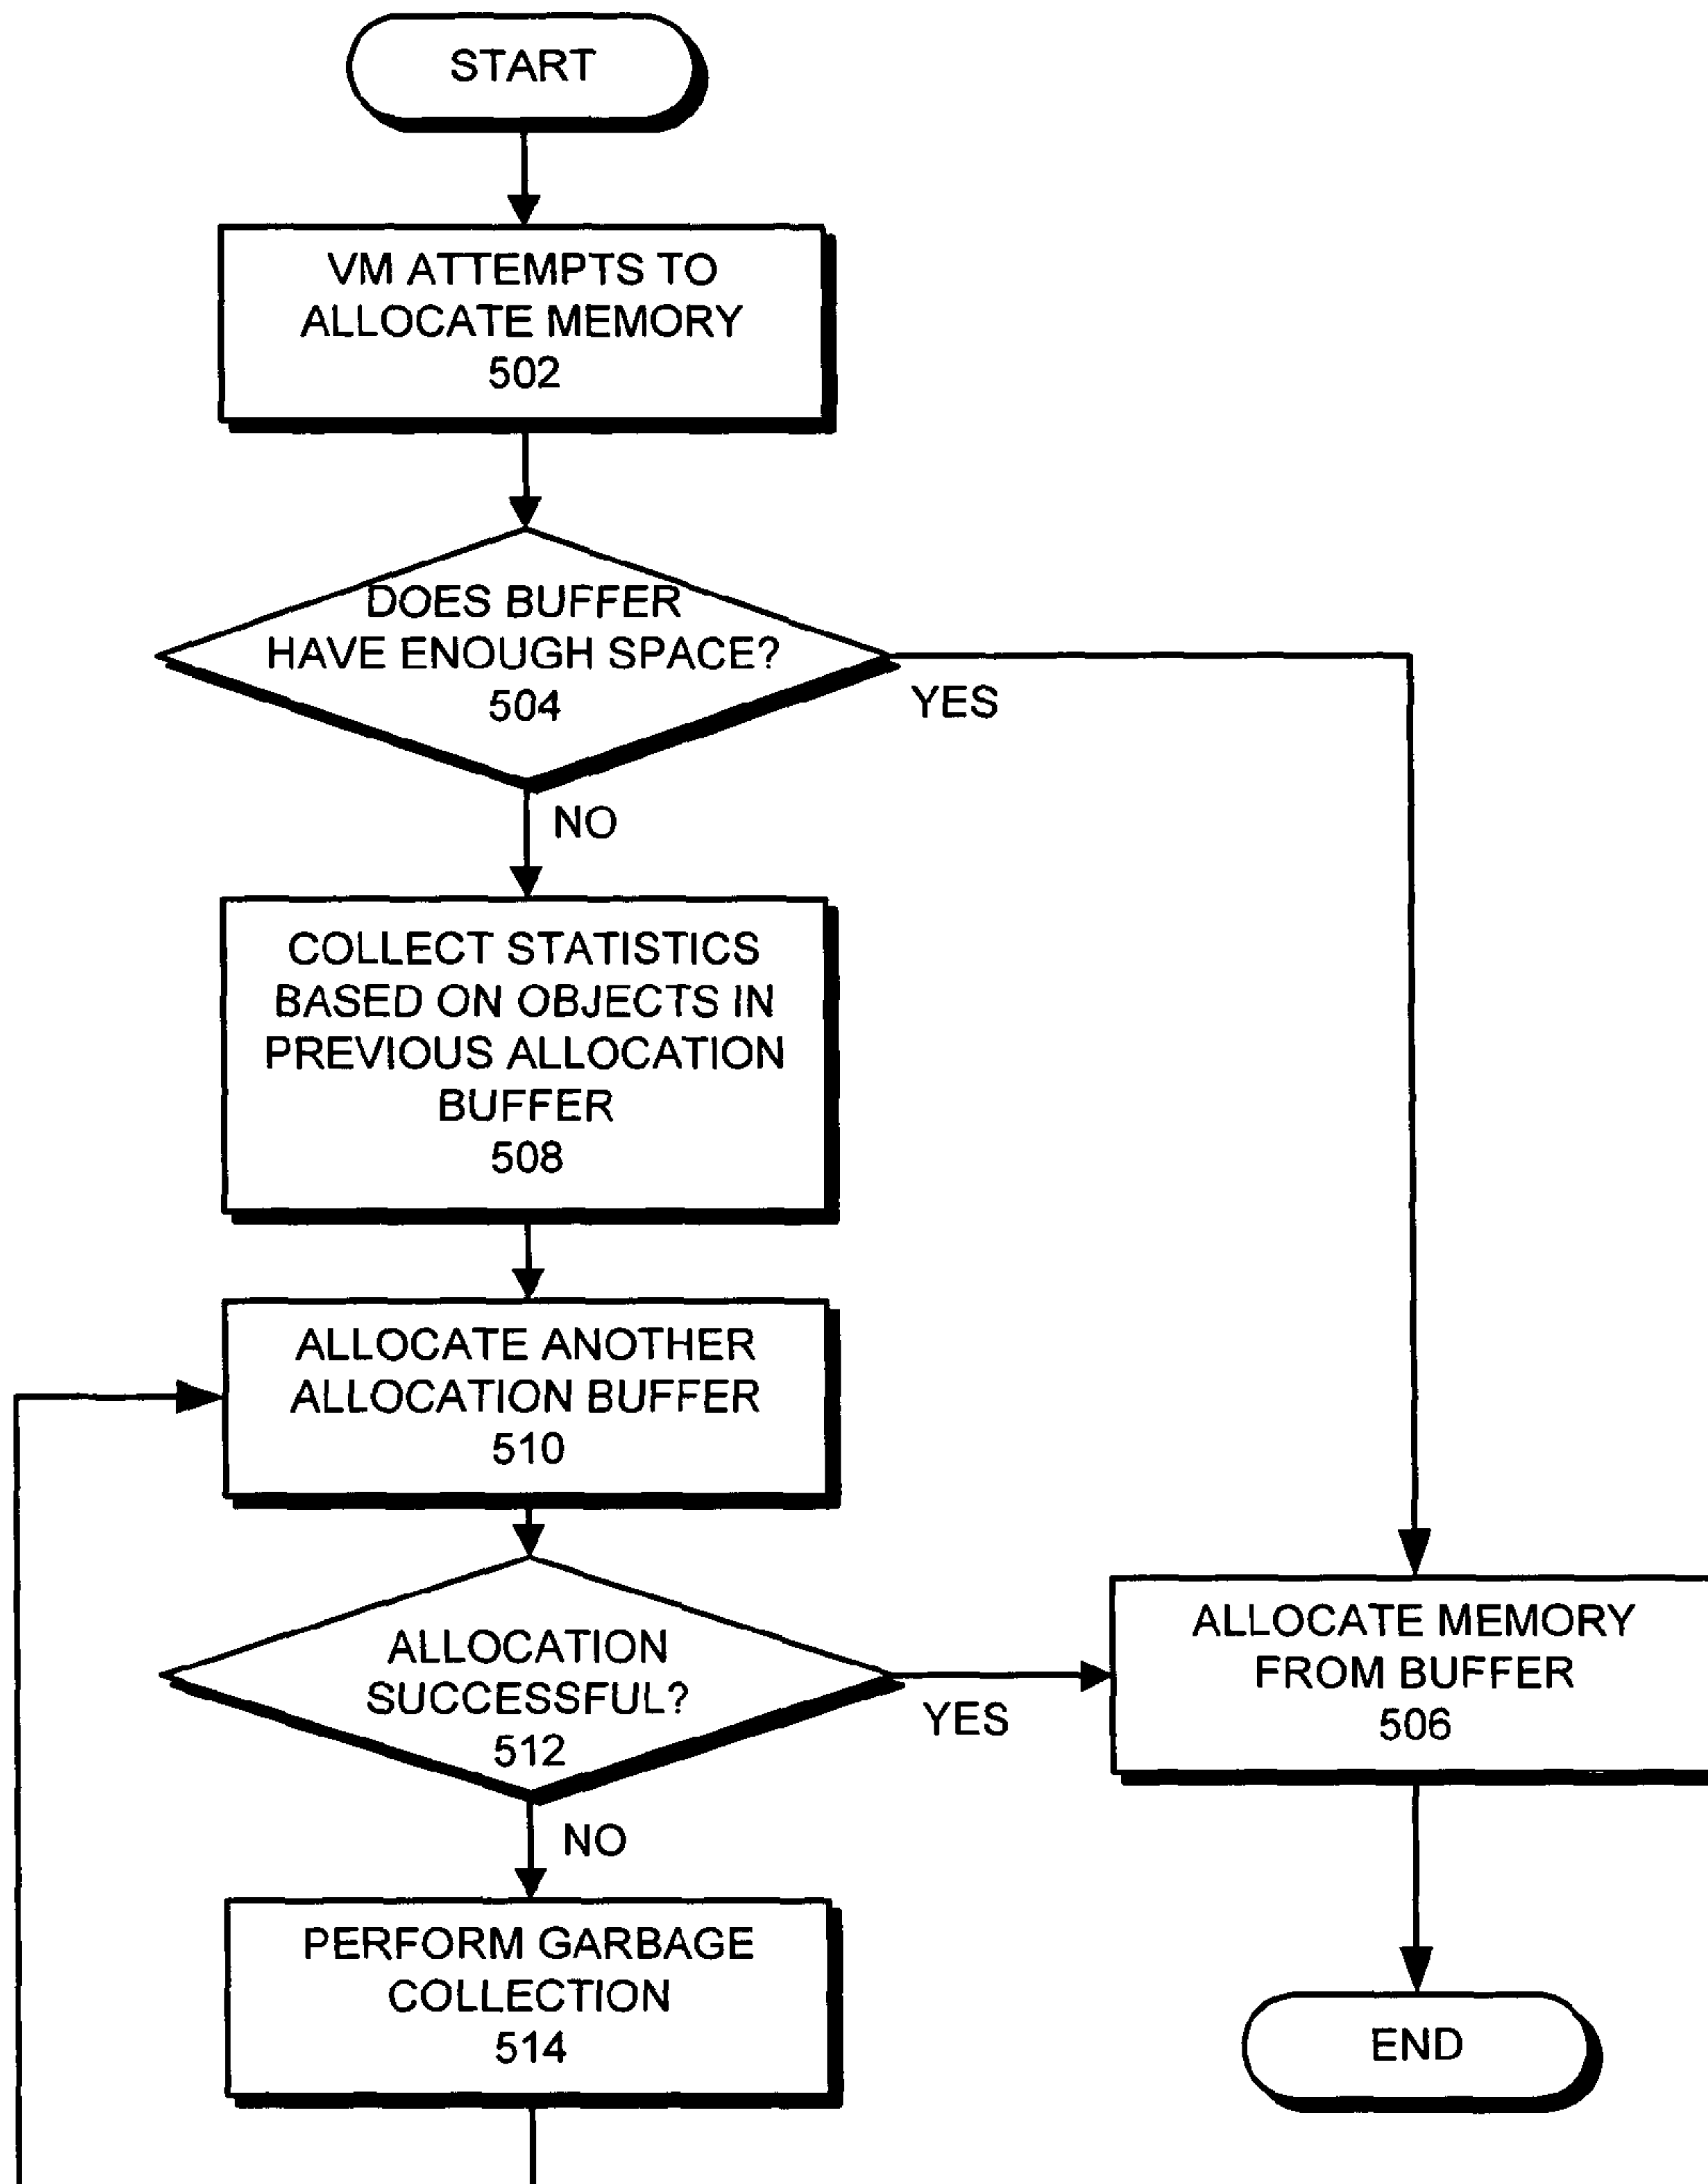 START
VM ATTEMPTS TO
ALLOCATE MEMORY
502
DOES BUFFER
HAVE ENOUGH SPACE?
504
YES
NO
COLLECT STATISTICS
BASED ON OBJECTS IN
PREVIOUS ALLOCATION
BUFFER
508
ALLOCATE ANOTHER
ALLOCATION BUFFER
510
ALLOCATION
SUCCESSFUL?
512
YES
NO
ALLOCATE MEMORY
FROM BUFFER
506
PERFORM GARBAGE
COLLECTION
514
END